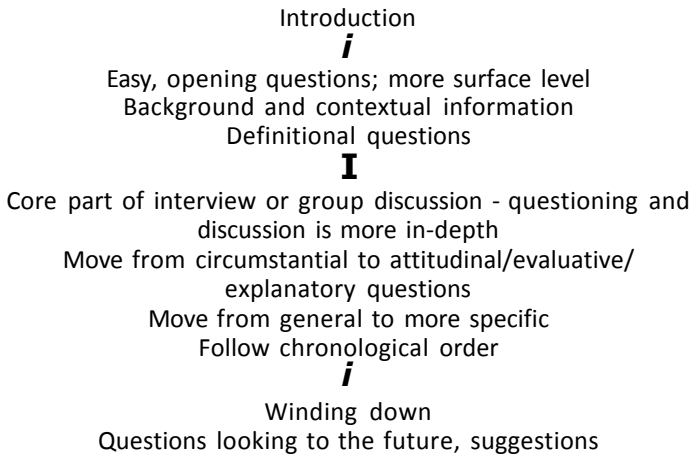 Introduction
i
Easy, opening questions; more surface level
Background and contextual information
Definitional questions
I
Core part of interview or group discussion - questioning and
discussion is more in-depth
Move from circumstantial to attitudinal/evaluative/
explanatory questions
Move from general to more specific
Follow chronological order
i
Winding down
Questions looking to the future, suggestions